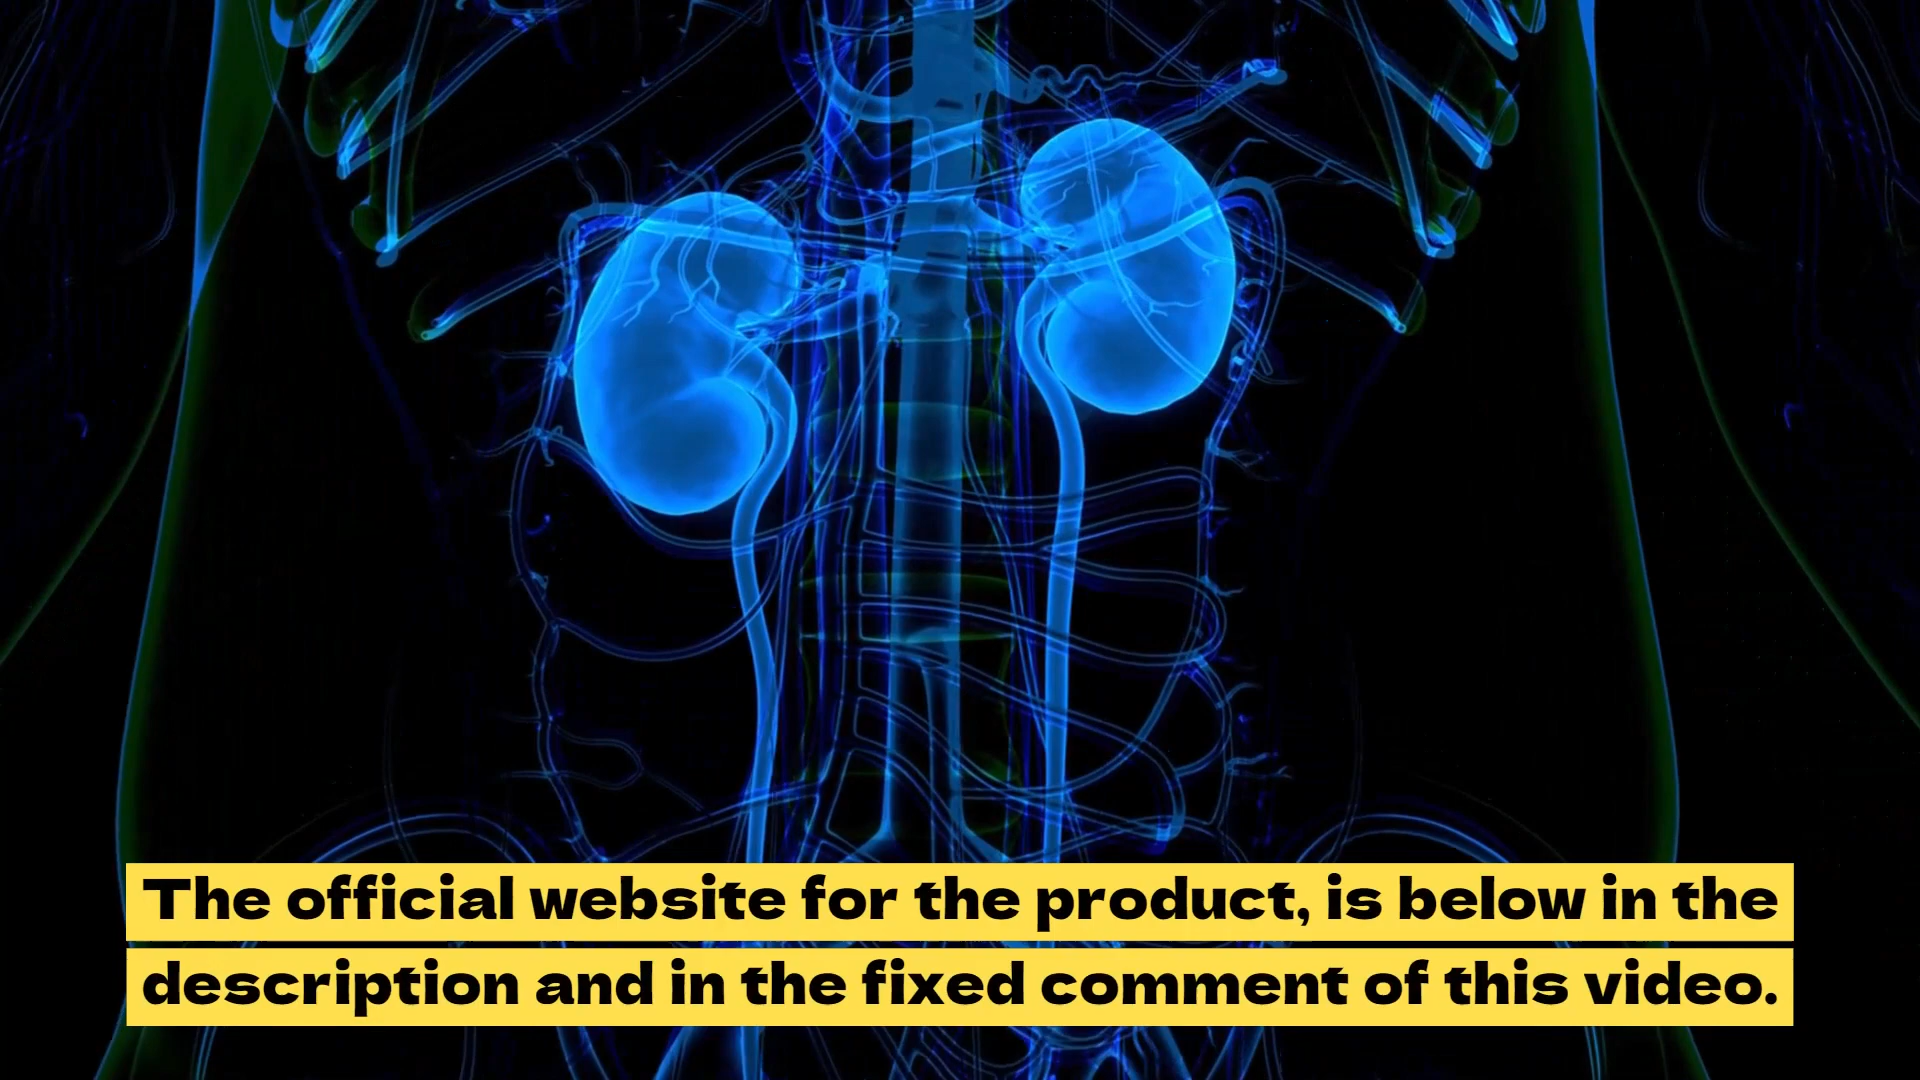 The official website for the product, is below in the
description and in the fixed comment of this video.